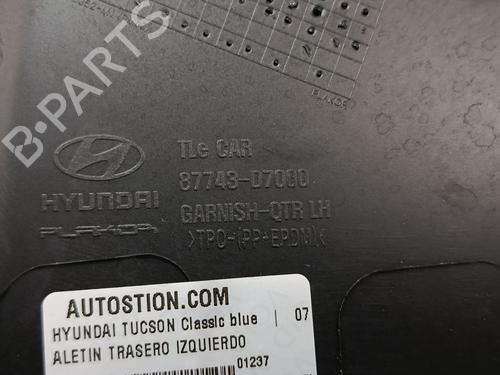 PLAKOR
B-PARTS
TLe CAR
HYUNDAI
87743-D7000
PLAKOR
GARNISH-QTR LH
>TPO-(PP+EPDM)<
AUTOSTION.COM
HYUNDAI TUCSON Classic blue | 07
ALETIN TRASERO IZQUIERDO
01237